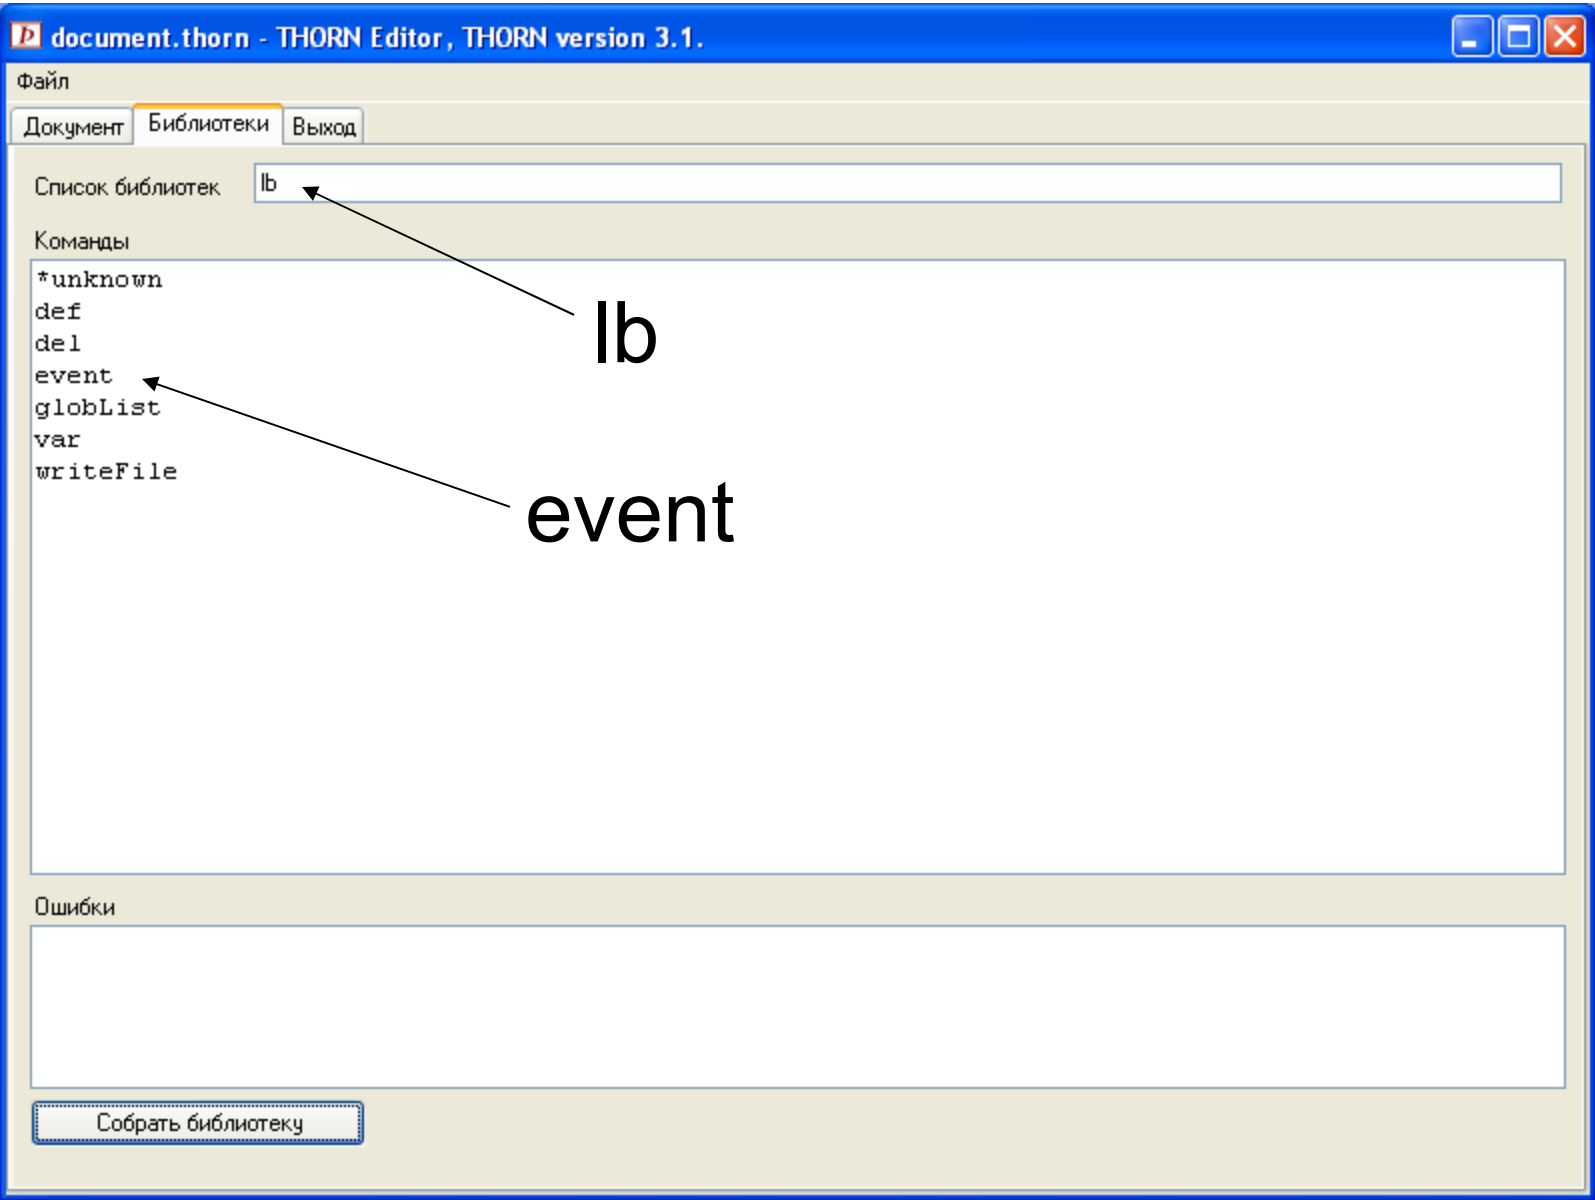 document.thorn - THORN Editor, THORN version 3.1.
Файл
Документ Библиотеки Выход
Список библиотек lb
Команды
*unknown
def
del
lb
event
globList
var
writeFile
event
Ошибки
Собрать библиотеку